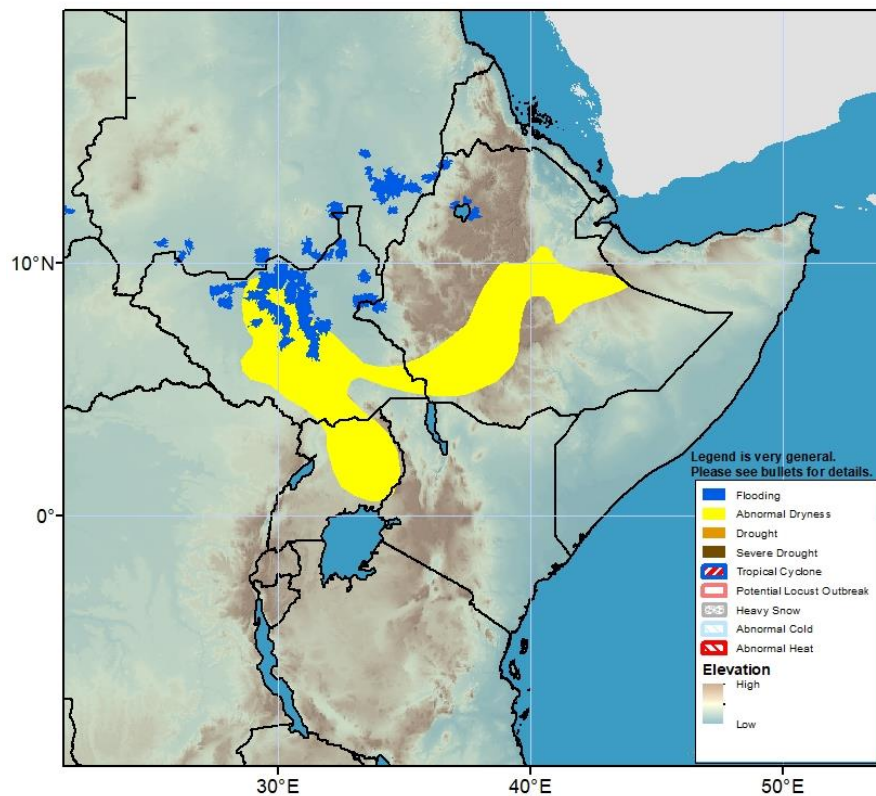 10°N
0°
Legend is very general.
Please see bullets for details.
Flooding
Abnormal Dryness
Drought
Severe Drought
Tropical Cyclone
Potential Locust Outbreak
Heavy Snow
Abnormal Cold
Abnormal Heat
Elevation
High
Low
30°E
40°E
50°E